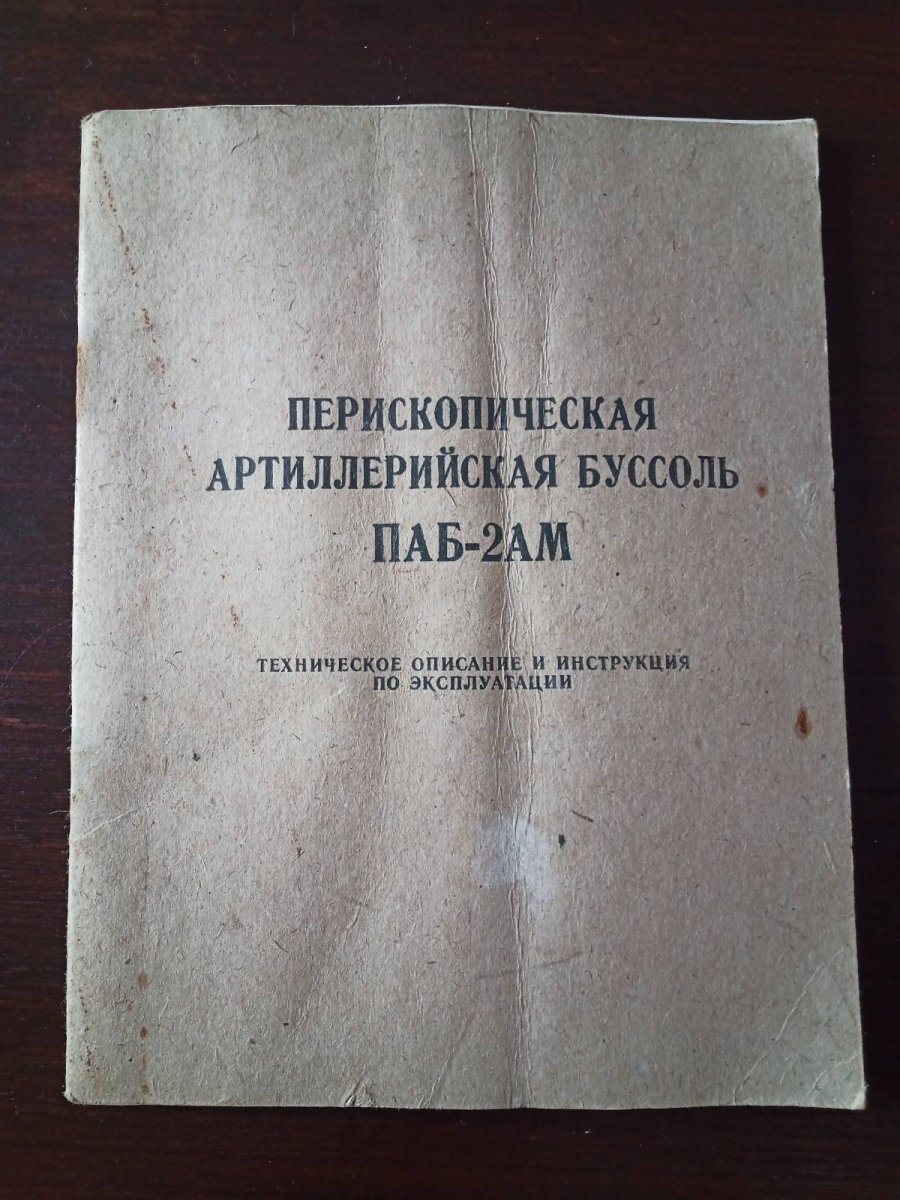 ПЕРИСКОПИЧЕСКАЯ
АРТИЛЛЕРИЙСКАЯ БУССОЛЬ
ПАБ-2АМ
ТЕХНИЧЕСКОЕ ОПИСАНИЕ И ИНСТРУКЦИЯ
ПО ЭКСПЛУАТАЦИИ